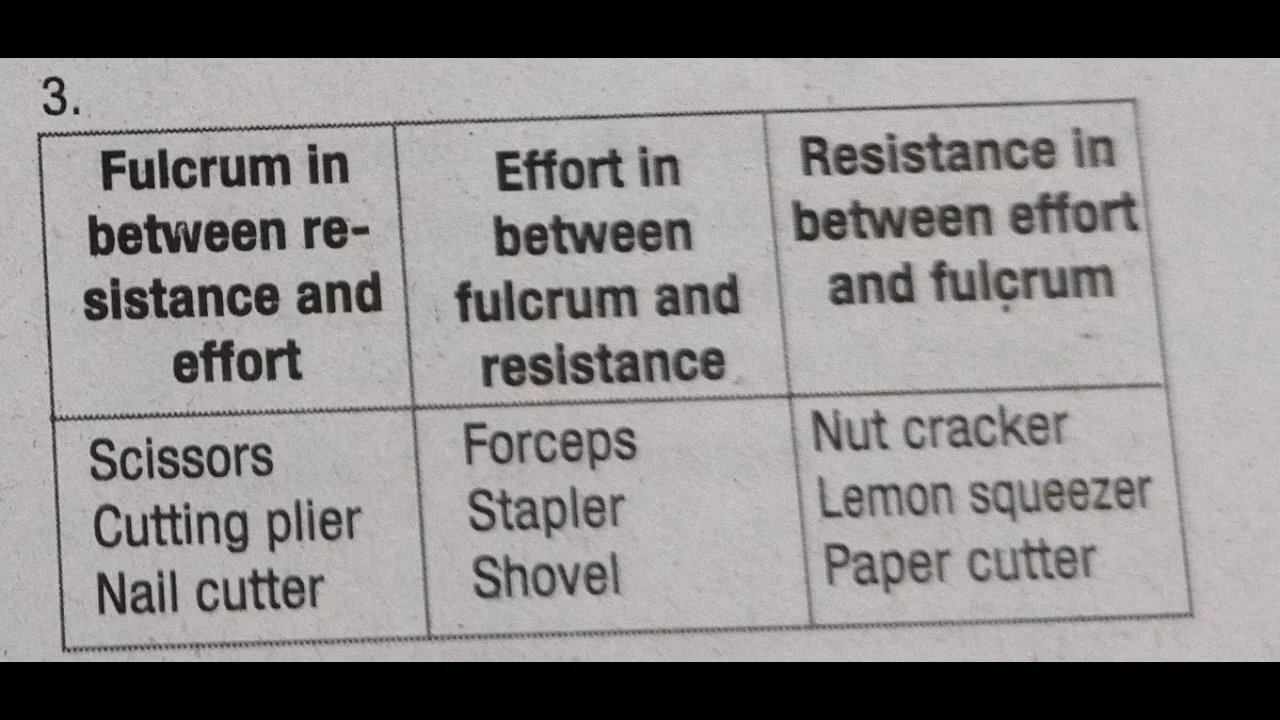 3.
Fulcrum in
between re-
sistance and
effort
Effort in
between
fulcrum and
resistance
Resistance in
between effort
and fulcrum
Scissors
Cutting plier
Nail cutter
Forceps
Stapler
Shovel
Nut cracker
Lemon squeezer
Paper cutter